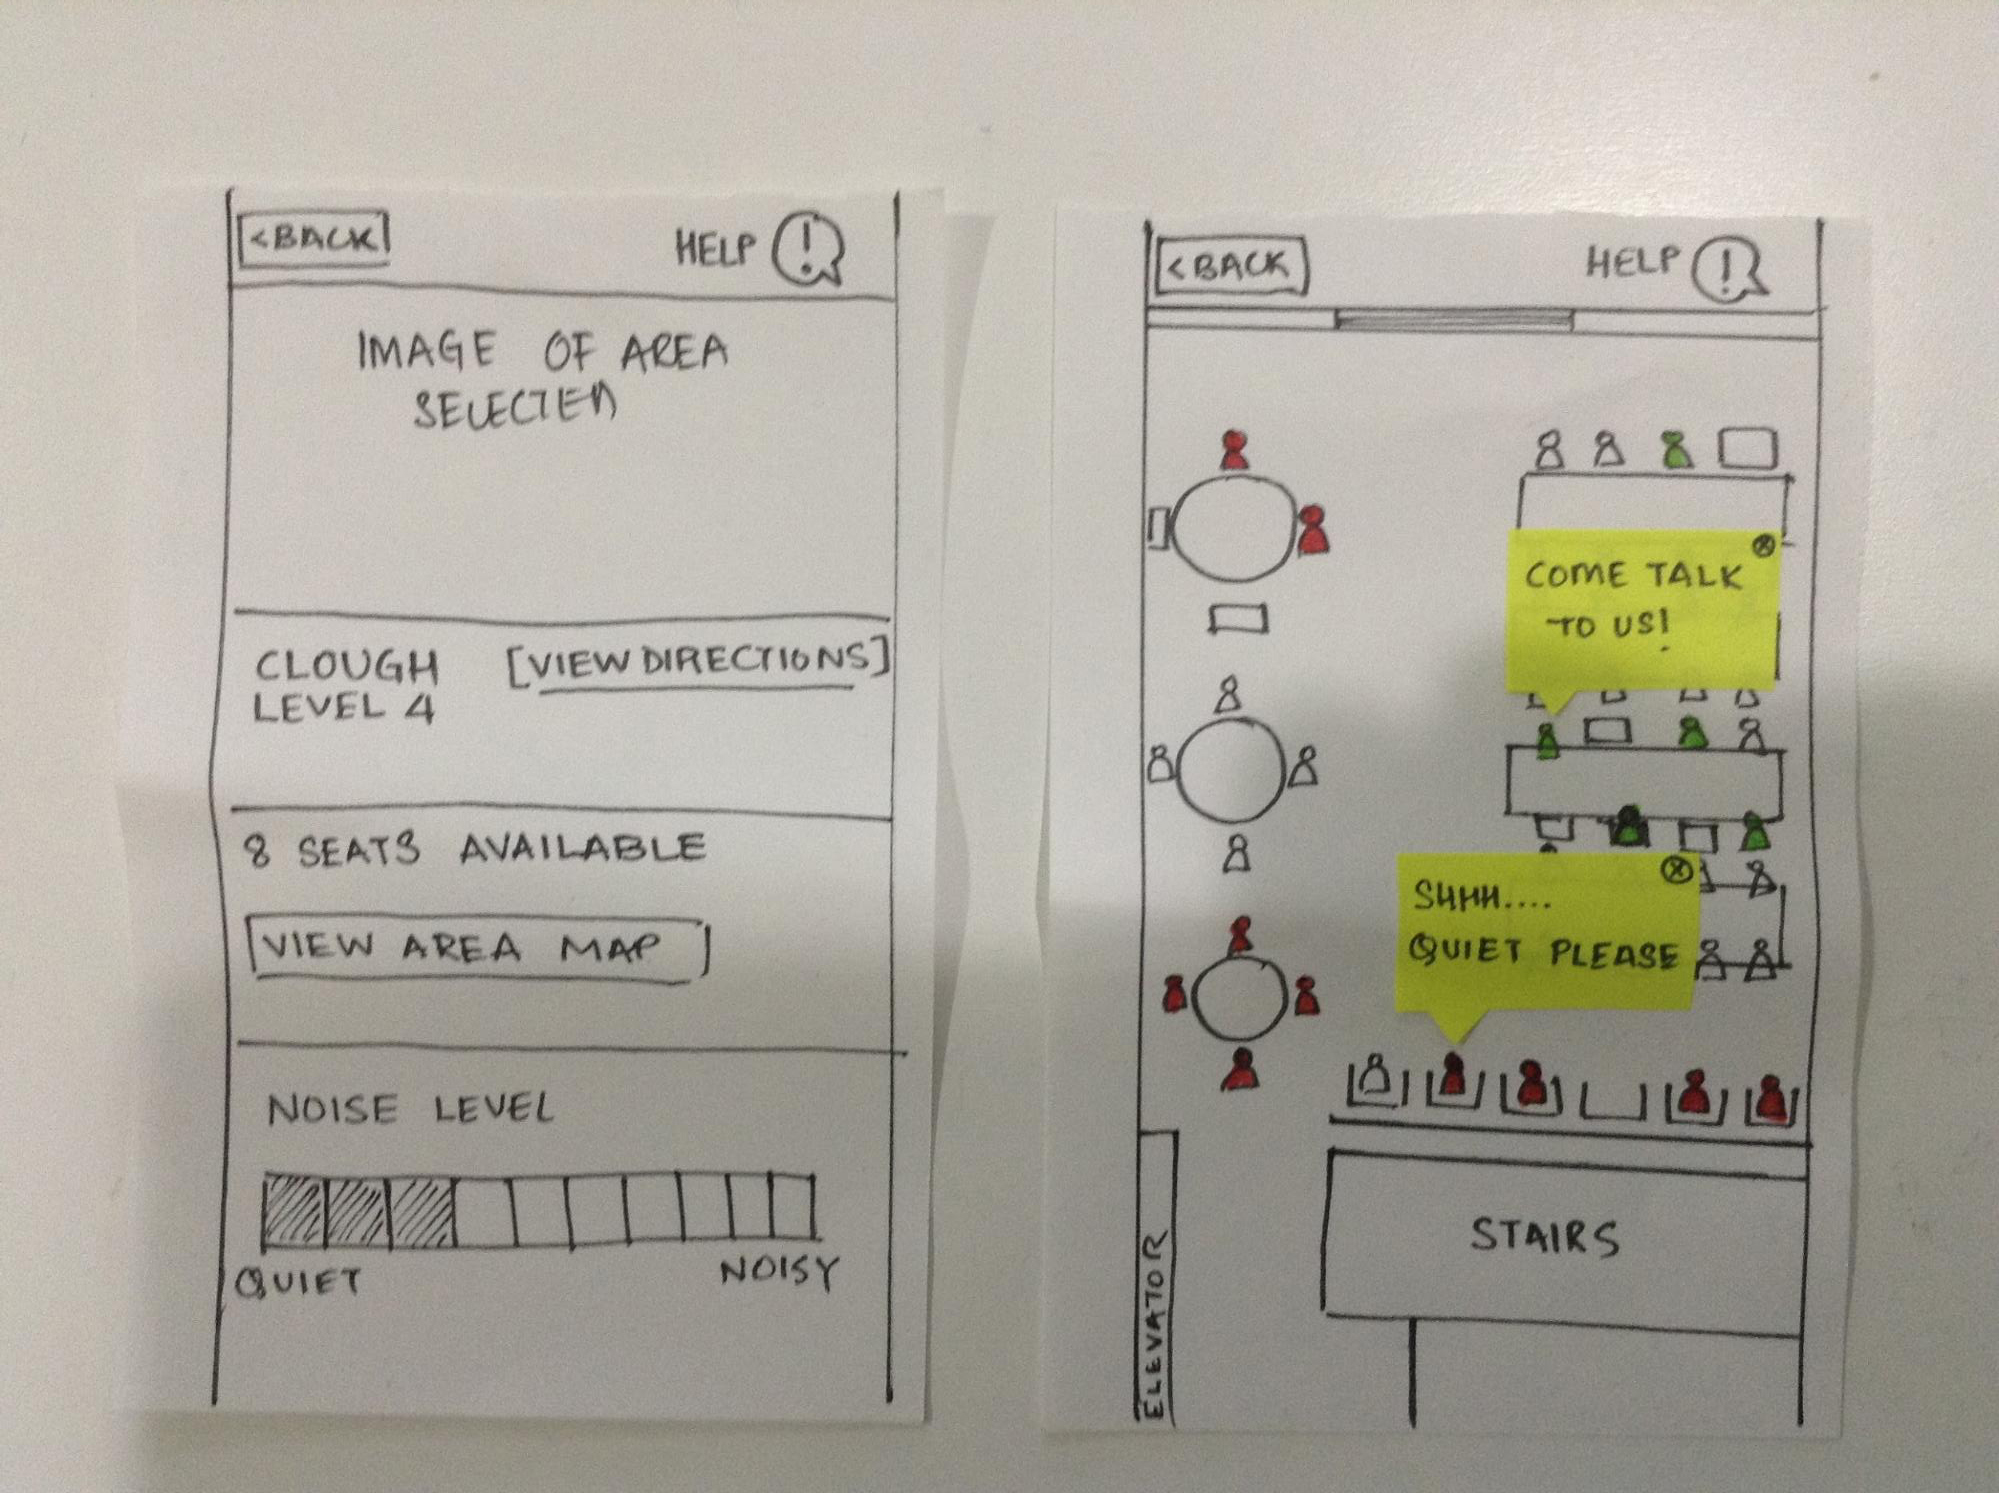 <BACK
HELP !
IMAGE OF AREA
SELECTED
CLOUGH [VIEW DIRECTIONS]
LEVEL 4
8 SEATS AVAILABLE
VIEW AREA MAP
NOISE LEVEL
QUIET
NOISY
<BACK
HELP !
COME TALK
TO US!
SHHH....
QUIET PLEASE
STAIRS
ELEVATOR